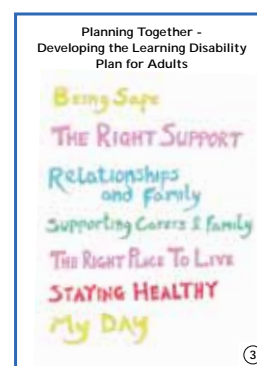 Planning Together -
Developing the Learning Disability
Plan for Adults
Being Safe
THE RIGHT SUPPORT
Relationships
and Family
Supporting Carers & Family
THE RIGHT PLACE TO LIVE
STAYING HEALTHY
My DAY
3